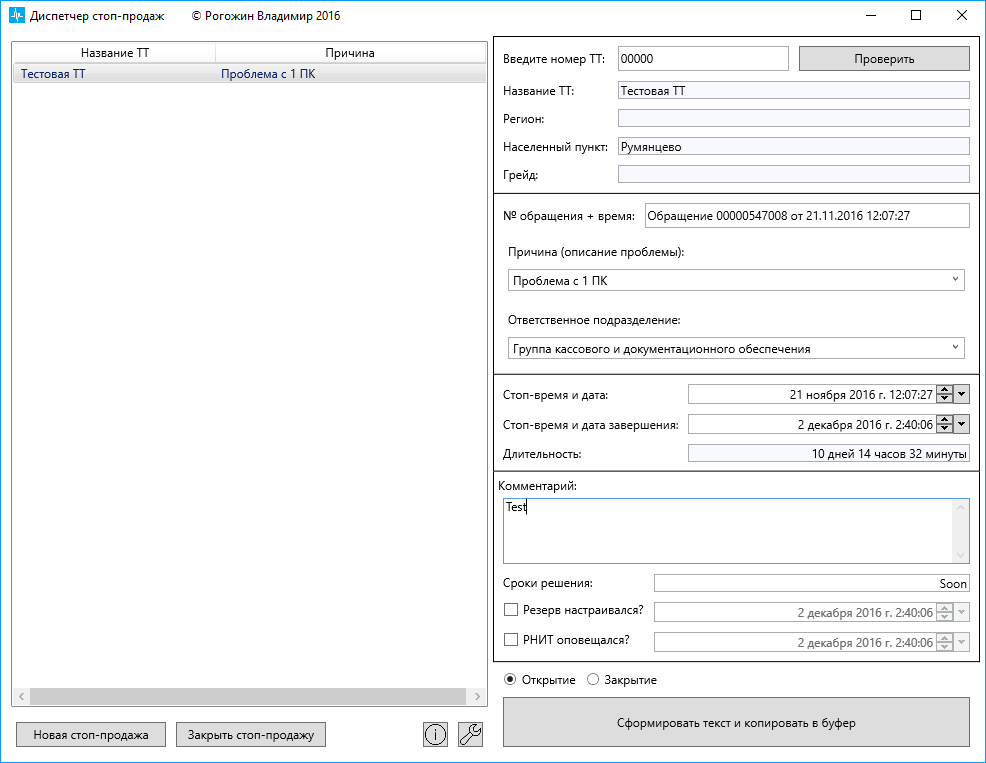 Диспетчер стоп-продаж © Рогожин Владимир 2016
Название ТТ Причина
Тестовая ТТ Проблема с 1 ПК
Введите номер ТТ: 00000 Проверить
Название ТТ: Тестовая ТТ
Регион:
Населенный пункт: Румянцево
Грейд:
№ обращения + время: Обращение 00000547008 от 21.11.2016 12:07:27
Причина (описание проблемы):
Проблема с 1 ПК
Ответственное подразделение:
Группа кассового и документационного обеспечения
Стоп-время и дата: 21 ноября 2016 г. 12:07:27
Стоп-время и дата завершения: 2 декабря 2016 г. 2:40:06
Длительность: 10 дней 14 часов 32 минуты
Комментарий:
Test
Сроки решения: Soon
Резерв настраивался? 2 декабря 2016 г. 2:40:06
РНИТ оповещался? 2 декабря 2016 г. 2:40:06
Открытие Закрытие
Сформировать текст и копировать в буфер
Новая стоп-продажа Закрыть стоп-продажу